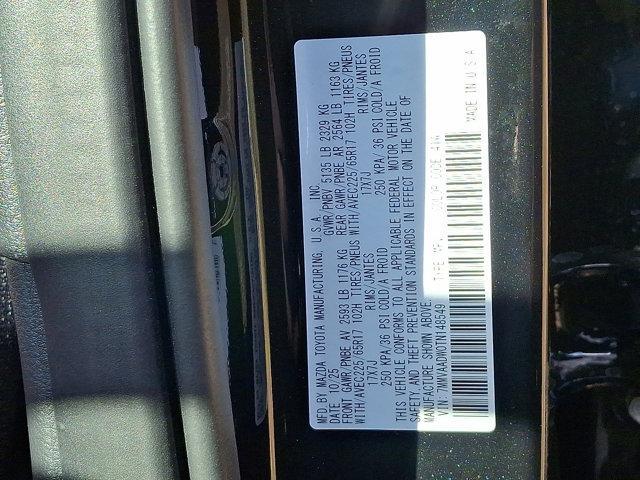 MFD BY MAZDA TOYOTA MANUFACTURING, U.S.A. INC
DATE 10/25 GVWR/PNBV 5135 LB 2329 KG
FRONT GAWR/PNBE AV 2593 LB 1176 KG REAR GAWR/PNBE AR 2564 LB 1163 KG
WITH/AVEC225/65R17 102H TIRES/PNEUS WITH/AVEC225/65R17 102H TIRES/PNEUS
17X7J RIMS/JANTES 17X7J RIMS/JANTES
250 KPA/36 PSI COLD/A FROID 250 KPA/36 PSI COLD/A FROID
THIS VEHICLE CONFORMS TO ALL APPLICABLE FEDERAL MOTOR VEHICLE
SAFETY AND THEFT PREVENTION STANDARDS IN EFFECT ON THE DATE OF
MANUFACTURE SHOWN ABOVE.
VIN: TYPE: MPV
MADE IN U.S.A